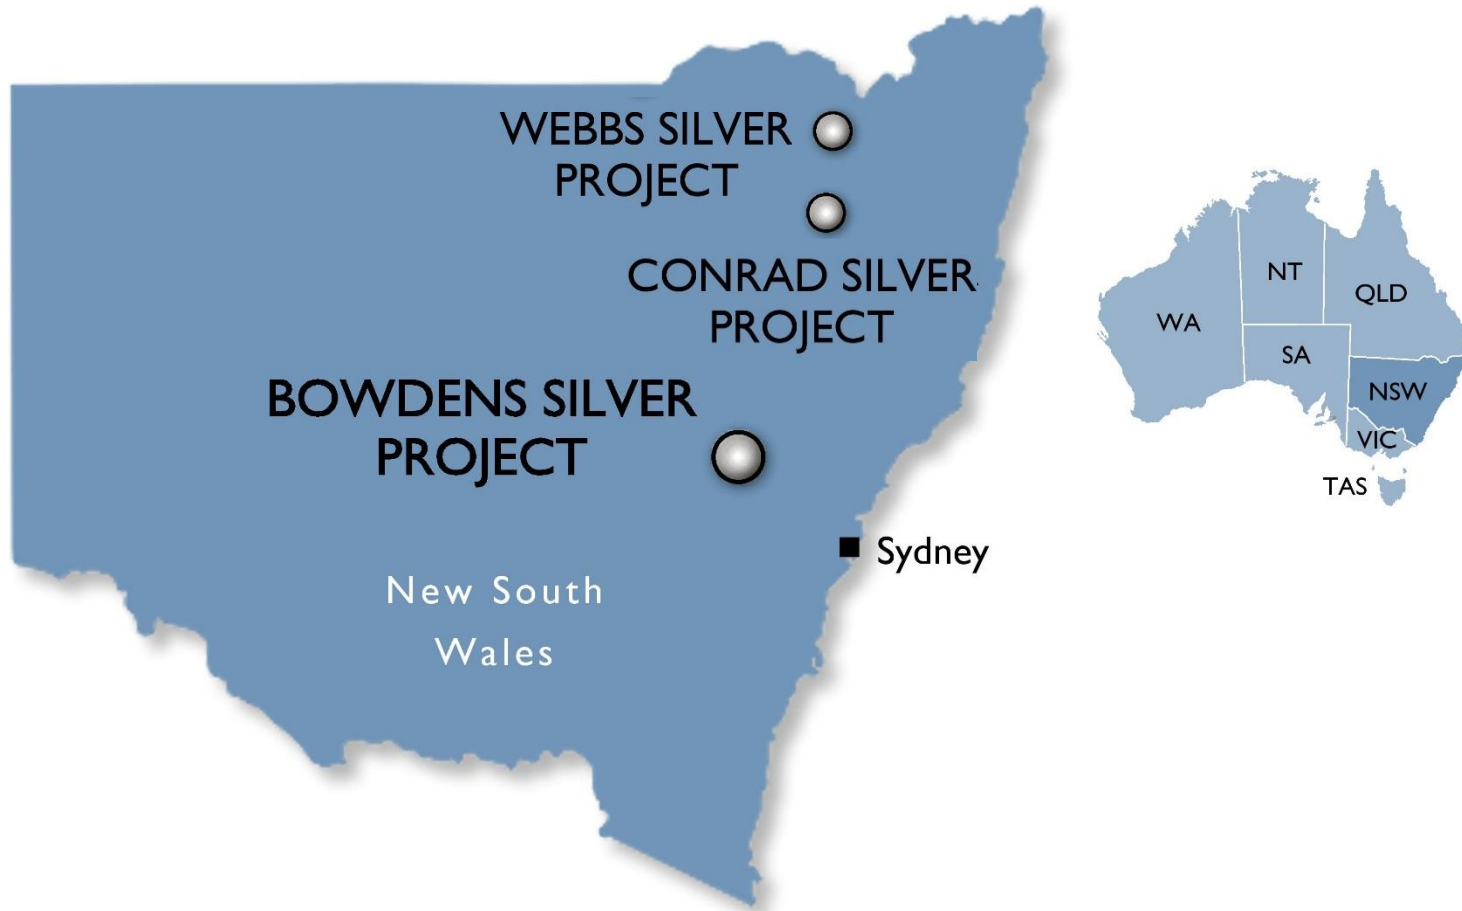 WEBBS SILVER
PROJECT
CONRAD SILVER
PROJECT
BOWDENS SILVER
PROJECT
Sydney
New South
Wales
NT
QLD
WA
SA
NSW
VIC
TAS